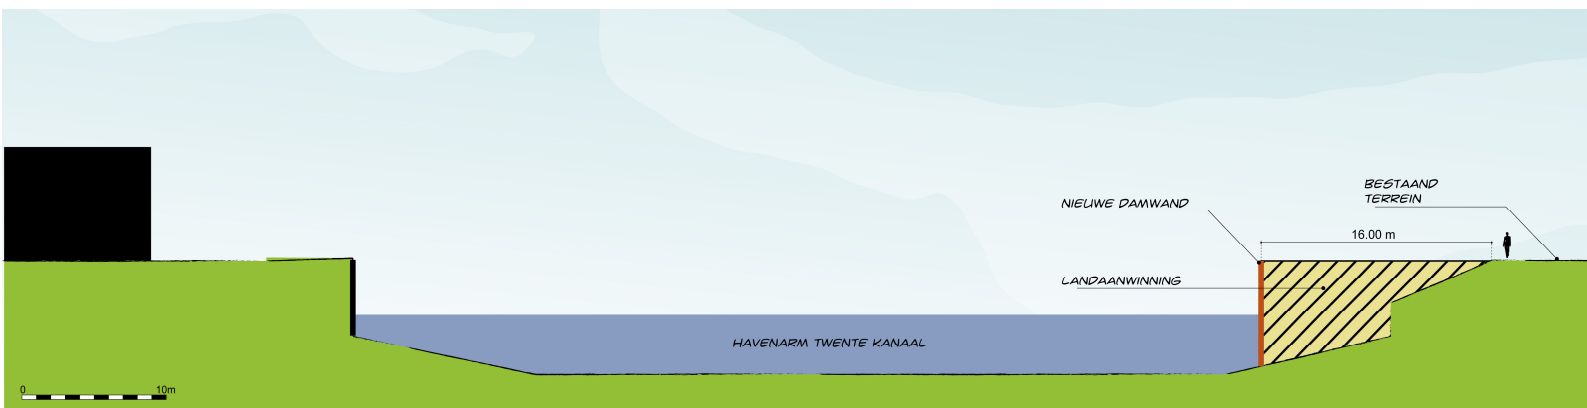 BESTAAND
TERREIN
NIEUWE DAMWAND
16.00 m
LANDAANWINNING
HAVENARM TWENTE KANAAL
0 10m